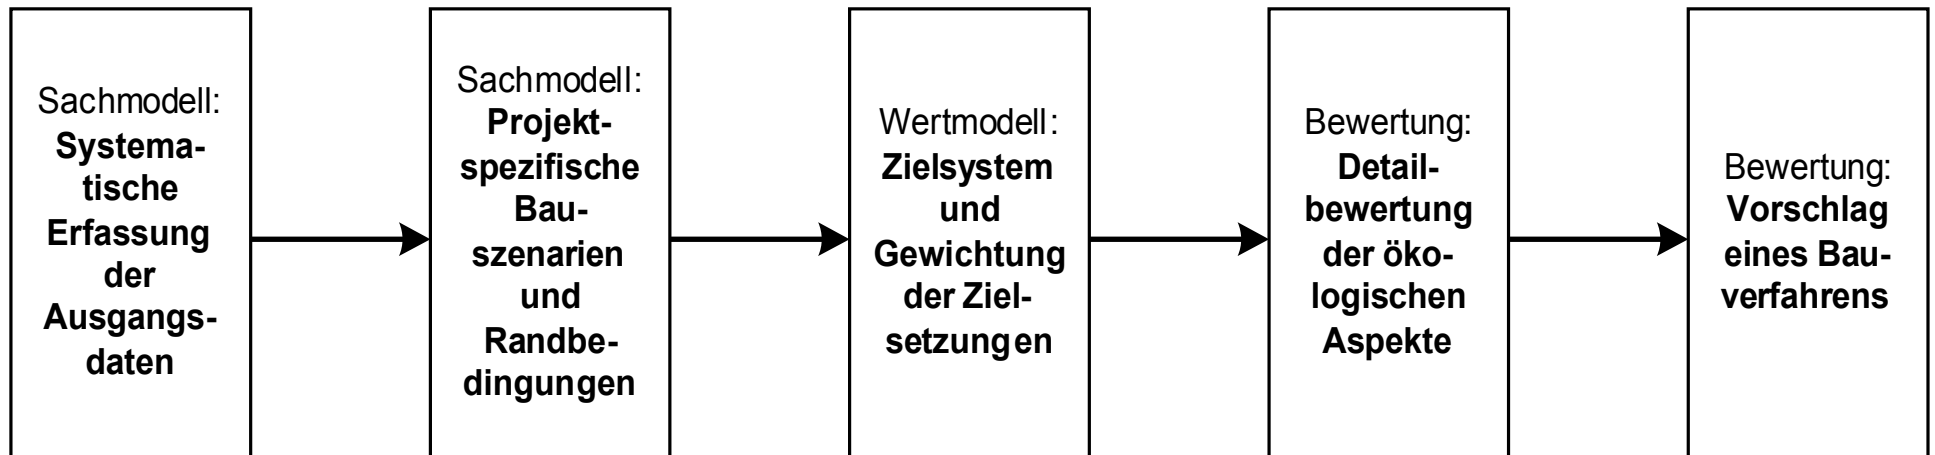 Sachmodell:
Systema-
tische
Erfassung
der
Ausgangs-
daten
Sachmodell:
Projekt-
spezifische
Bau-
szenarien
und
Randbe-
dingungen
Wertmodell:
Zielsystem
und
Gewichtung
der Ziel-
setzungen
Bewertung:
Detail-
bewertung
der öko-
logischen
Aspekte
Bewertung:
Vorschlag
eines Bau-
verfahrens